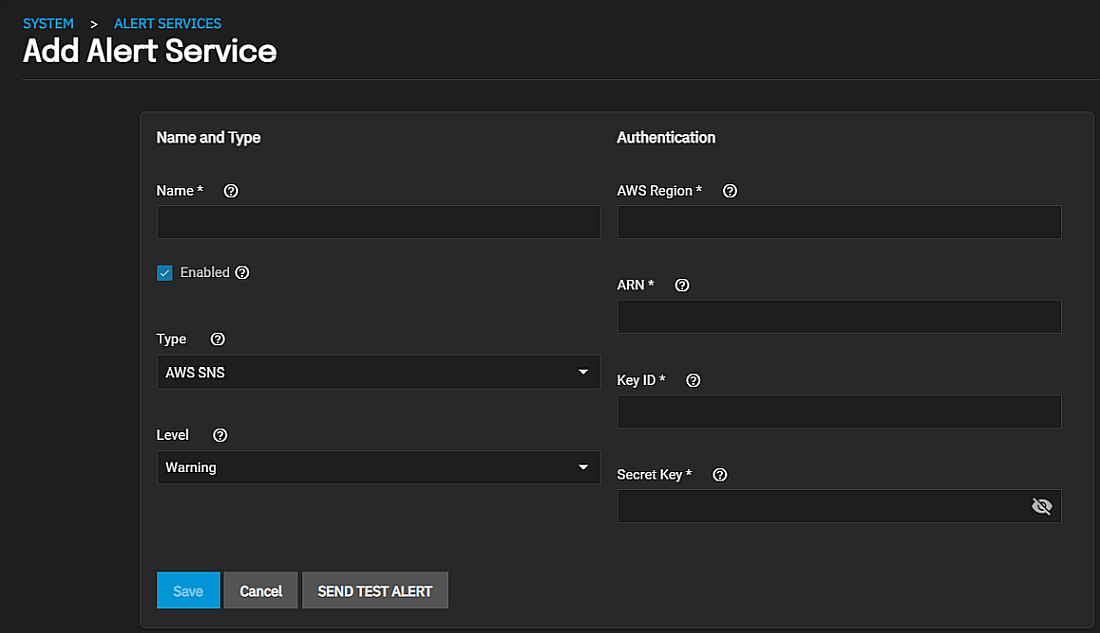 SYSTEM > ALERT SERVICES
Add Alert Service
Name and Type
Name *
Enabled
Type
AWS SNS
Level
Warning
Authentication
AWS Region *
ARN *
Key ID *
Secret Key *
Save Cancel SEND TEST ALERT